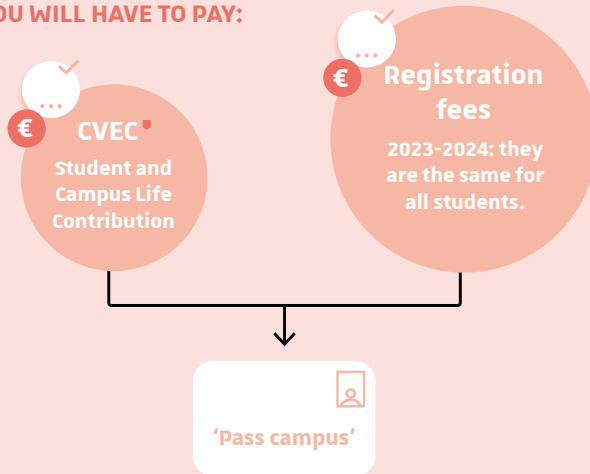 OU WILL HAVE TO PAY:
€
CVEC
Student and
Campus Life
Contribution
€
Registration
fees
2023-2024: they
are the same for
all students.
‘Pass campus’